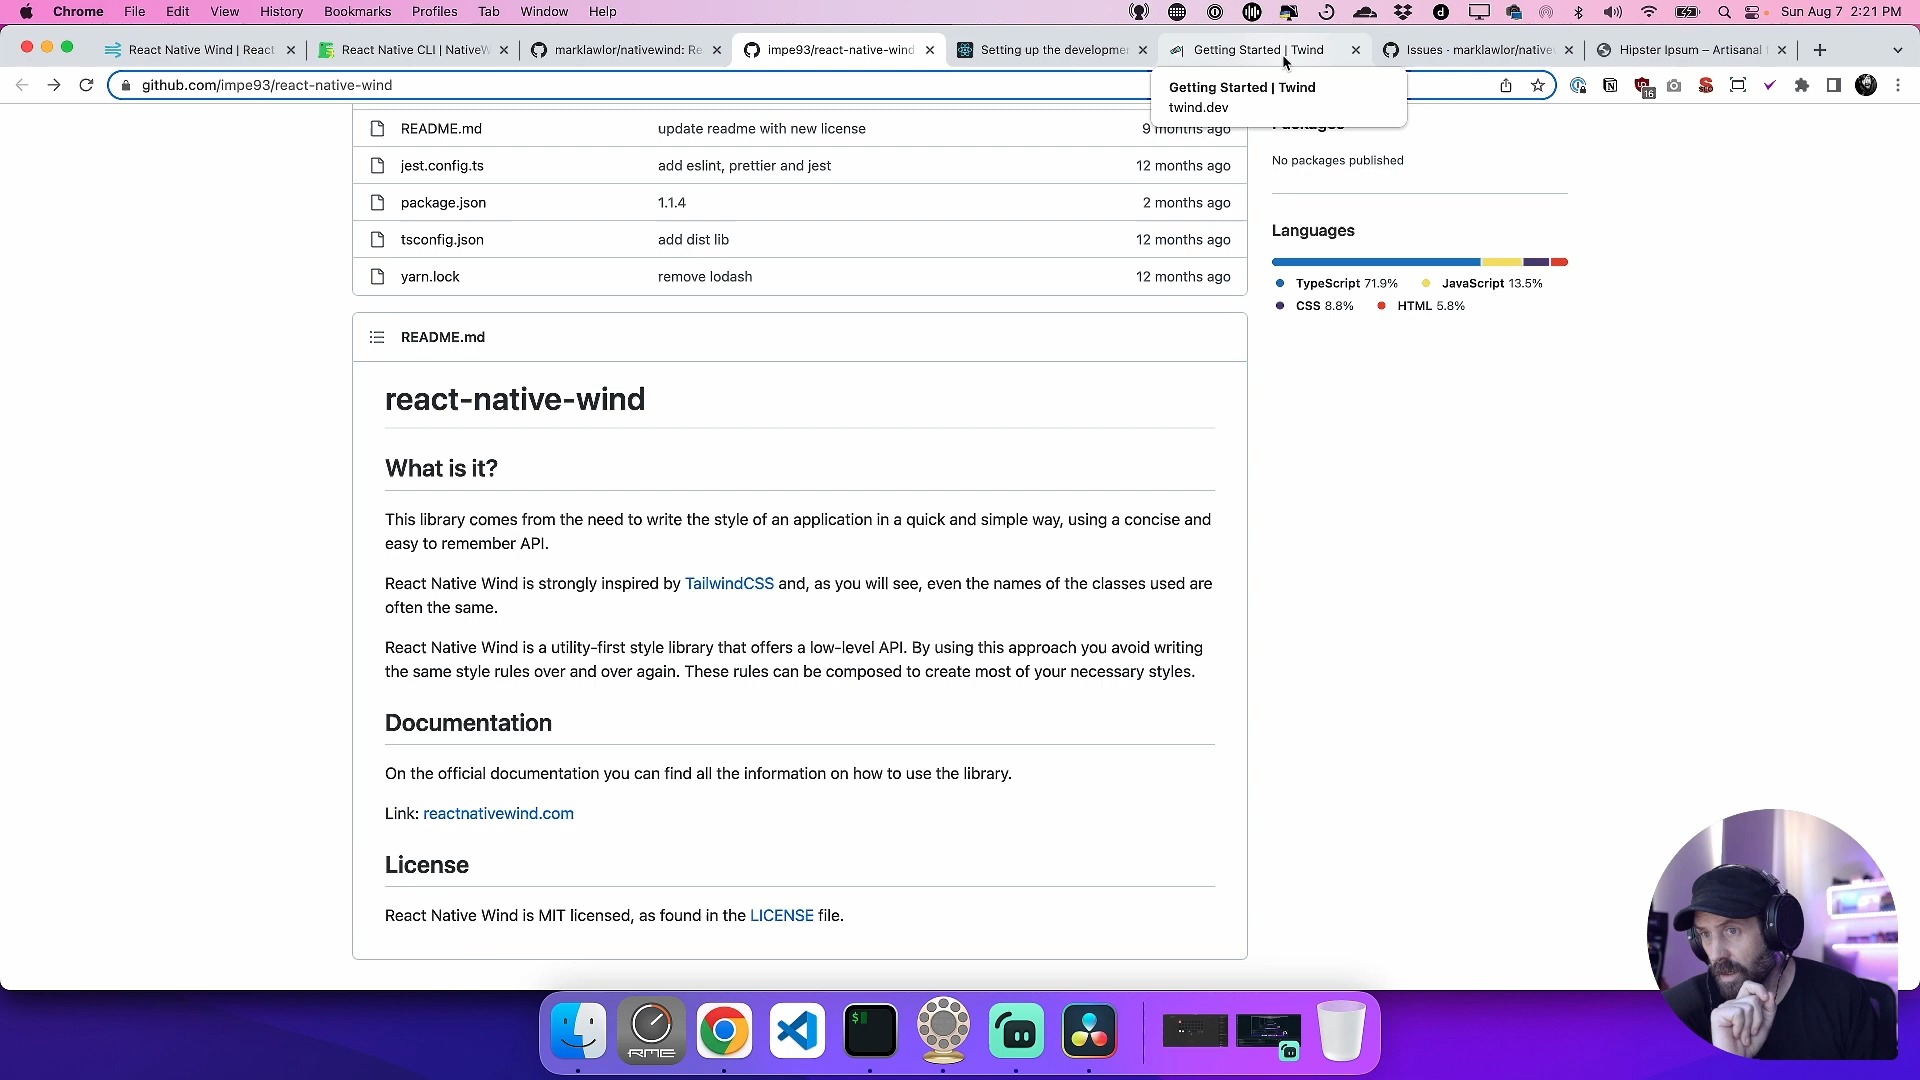 Chrome File Edit View History Bookmarks Profiles Tab Window Help Sun Aug 7 2:21 PM
React Native Wind | React React Native CLI | NativeW marklawlor/nativewind: Re impe93/react-native-wind Setting up the developmen Getting Started | Twind Issues · marklawlor/native Hipster Ipsum – Artisanal
github.com/impe93/react-native-wind
16
Getting Started | Twind
twind.dev
README.md update readme with new license 9 months ago
jest.config.ts add eslint, prettier and jest 12 months ago
package.json 1.1.4 2 months ago
tsconfig.json add dist lib 12 months ago
yarn.lock remove lodash 12 months ago
Packages
No packages published
Languages
TypeScript 71.9% JavaScript 13.5%
CSS 8.8% HTML 5.8%
README.md
react-native-wind
What is it?
This library comes from the need to write the style of an application in a quick and simple way, using a concise and
easy to remember API.
React Native Wind is strongly inspired by TailwindCSS and, as you will see, even the names of the classes used are
often the same.
React Native Wind is a utility-first style library that offers a low-level API. By using this approach you avoid writing
the same style rules over and over again. These rules can be composed to create most of your necessary styles.
Documentation
On the official documentation you can find all the information on how to use the library.
Link: reactnativewind.com
License
React Native Wind is MIT licensed, as found in the LICENSE file.
RME
$